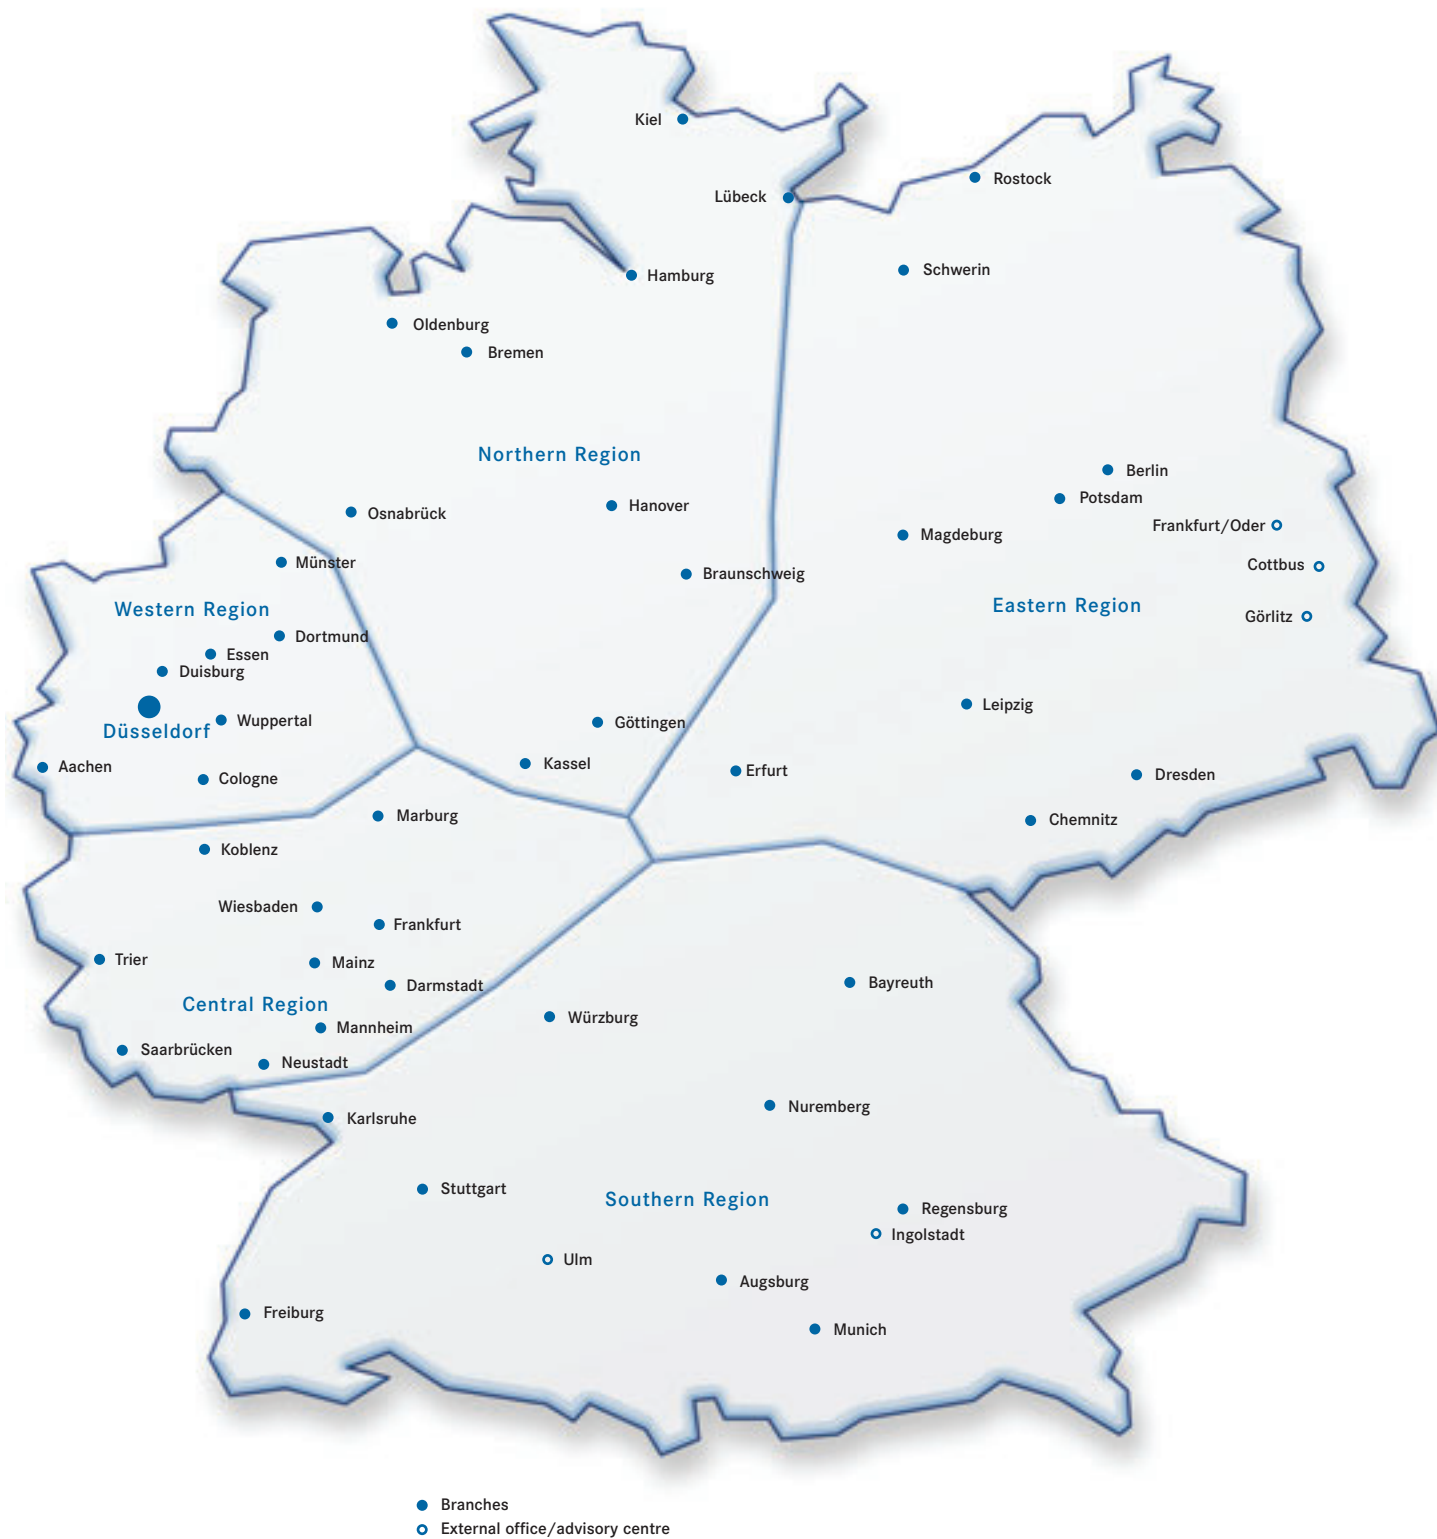 Kiel
Rostock
Lübeck
Schwerin
Hamburg
Oldenburg
Bremen
Northern Region
Berlin
Potsdam
Hanover
Osnabrück
Frankfurt/Oder
Magdeburg
Münster
Cottbus
Braunschweig
Western Region
Eastern Region
Görlitz
Dortmund
Essen
Duisburg
Leipzig
Wuppertal
Göttingen
Düsseldorf
Kassel
Aachen
Erfurt
Dresden
Cologne
Marburg
Chemnitz
Koblenz
Wiesbaden
Frankfurt
Trier
Mainz
Bayreuth
Darmstadt
Central Region
Würzburg
Mannheim
Saarbrücken
Neustadt
Nuremberg
Karlsruhe
Stuttgart
Southern Region
Regensburg
Ingolstadt
Ulm
Augsburg
Freiburg
Munich
Branches
External office/advisory centre